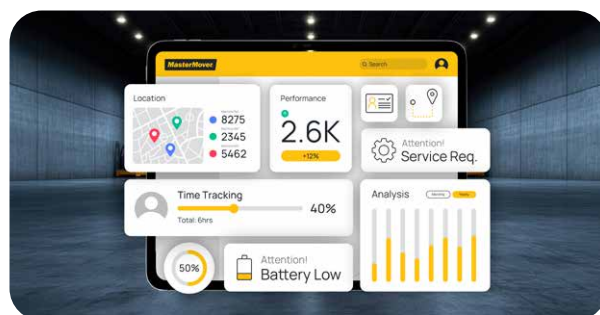 MasterMover
Search
Location
8275
2345
5462
Performance
2.6K
+12%
Attention!
Service Req.
Time Tracking
Total: 6hrs
40%
Analysis
50%
Attention!
Battery Low